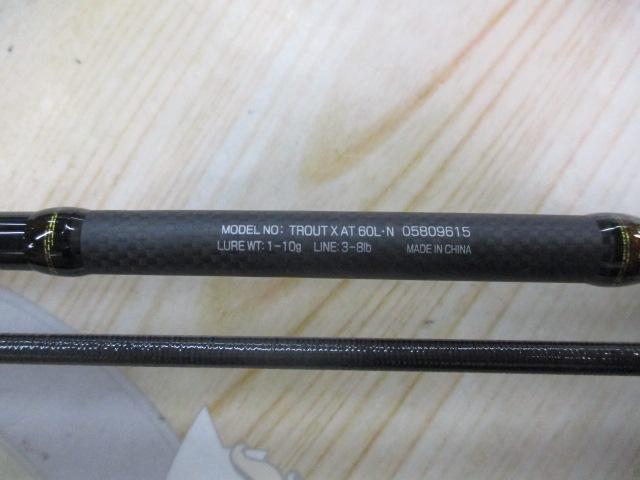 MODEL NO: TROUT X AT 60L·N 05809615
LURE WT: 1-10g LINE: 3-8lb MADE IN CHINA